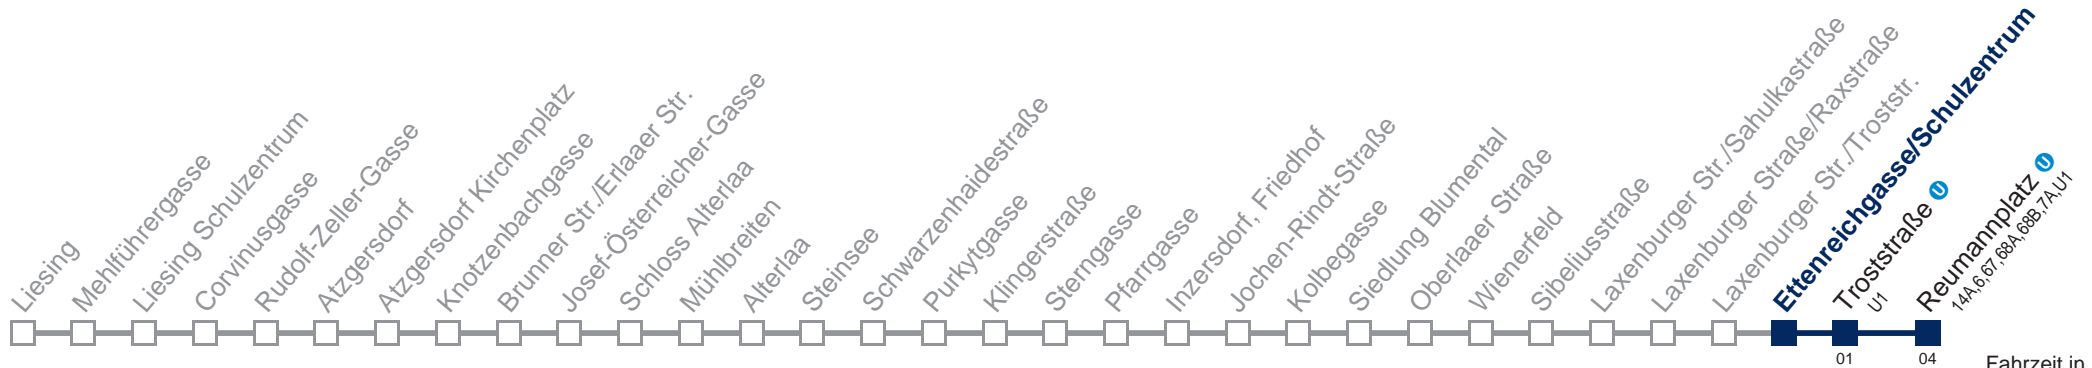 Liesing
Mehlführergasse
Liesing Schulzentrum
Corvinusgasse
Rudolf-Zeller-Gasse
Atzgersdorf
Atzgersdorf Kirchenplatz
Knotzenbachgasse
Brunner Str./Erlaaer Str.
Josef-Österreicher-Gasse
Schloss Alterlaa
Mühlbreiten
Alterlaa
Steinsee
Schwarzenhaidestraße
Purkytgasse
Klingerstraße
Sterngasse
Pfarrgasse
Inzersdorf, Friedhof
Jochen-Rindt-Straße
Kolbegasse
Siedlung Blumental
Oberlaaer Straße
Wienerfeld
Sibeliusstraße
Laxenburger Str./Sahulkastraße
Laxenburger Straße/Raxstraße
Laxenburger Str./Troststr.
Ettenreichgasse/Schulzentrum
Troststraße U
U1
Reumannplatz U
14A,6,67,68A,68B,7A,U1
01
04
Fahrzeit in